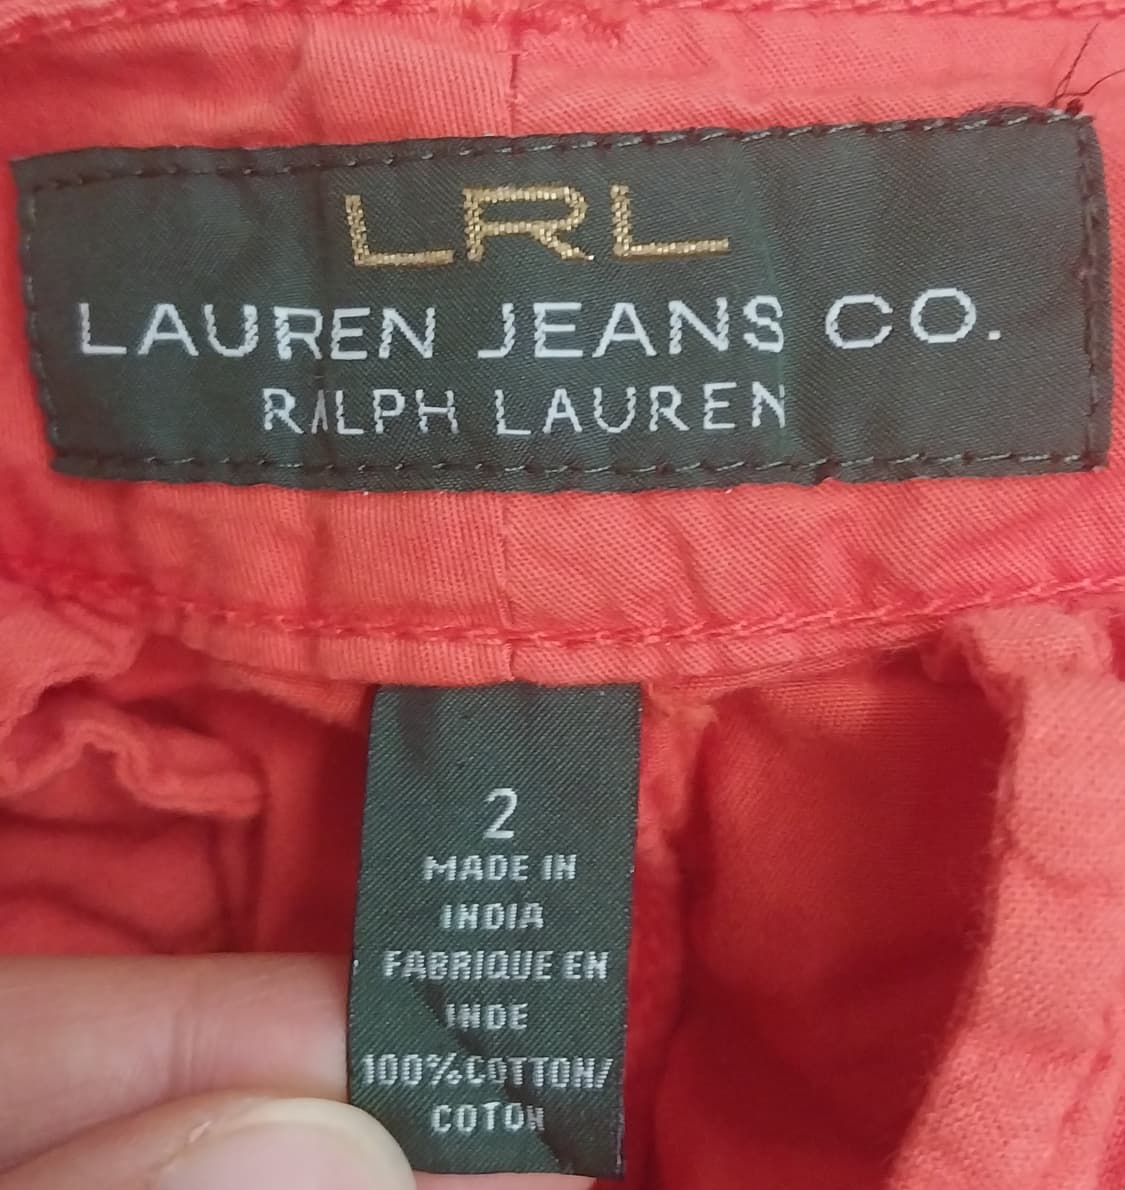 LRL
LAUREN JEANS CO.
RALPH LAUREN
2
MADE IN
INDIA
FABRIQUE EN
INDE
100%COTTON/
COTON